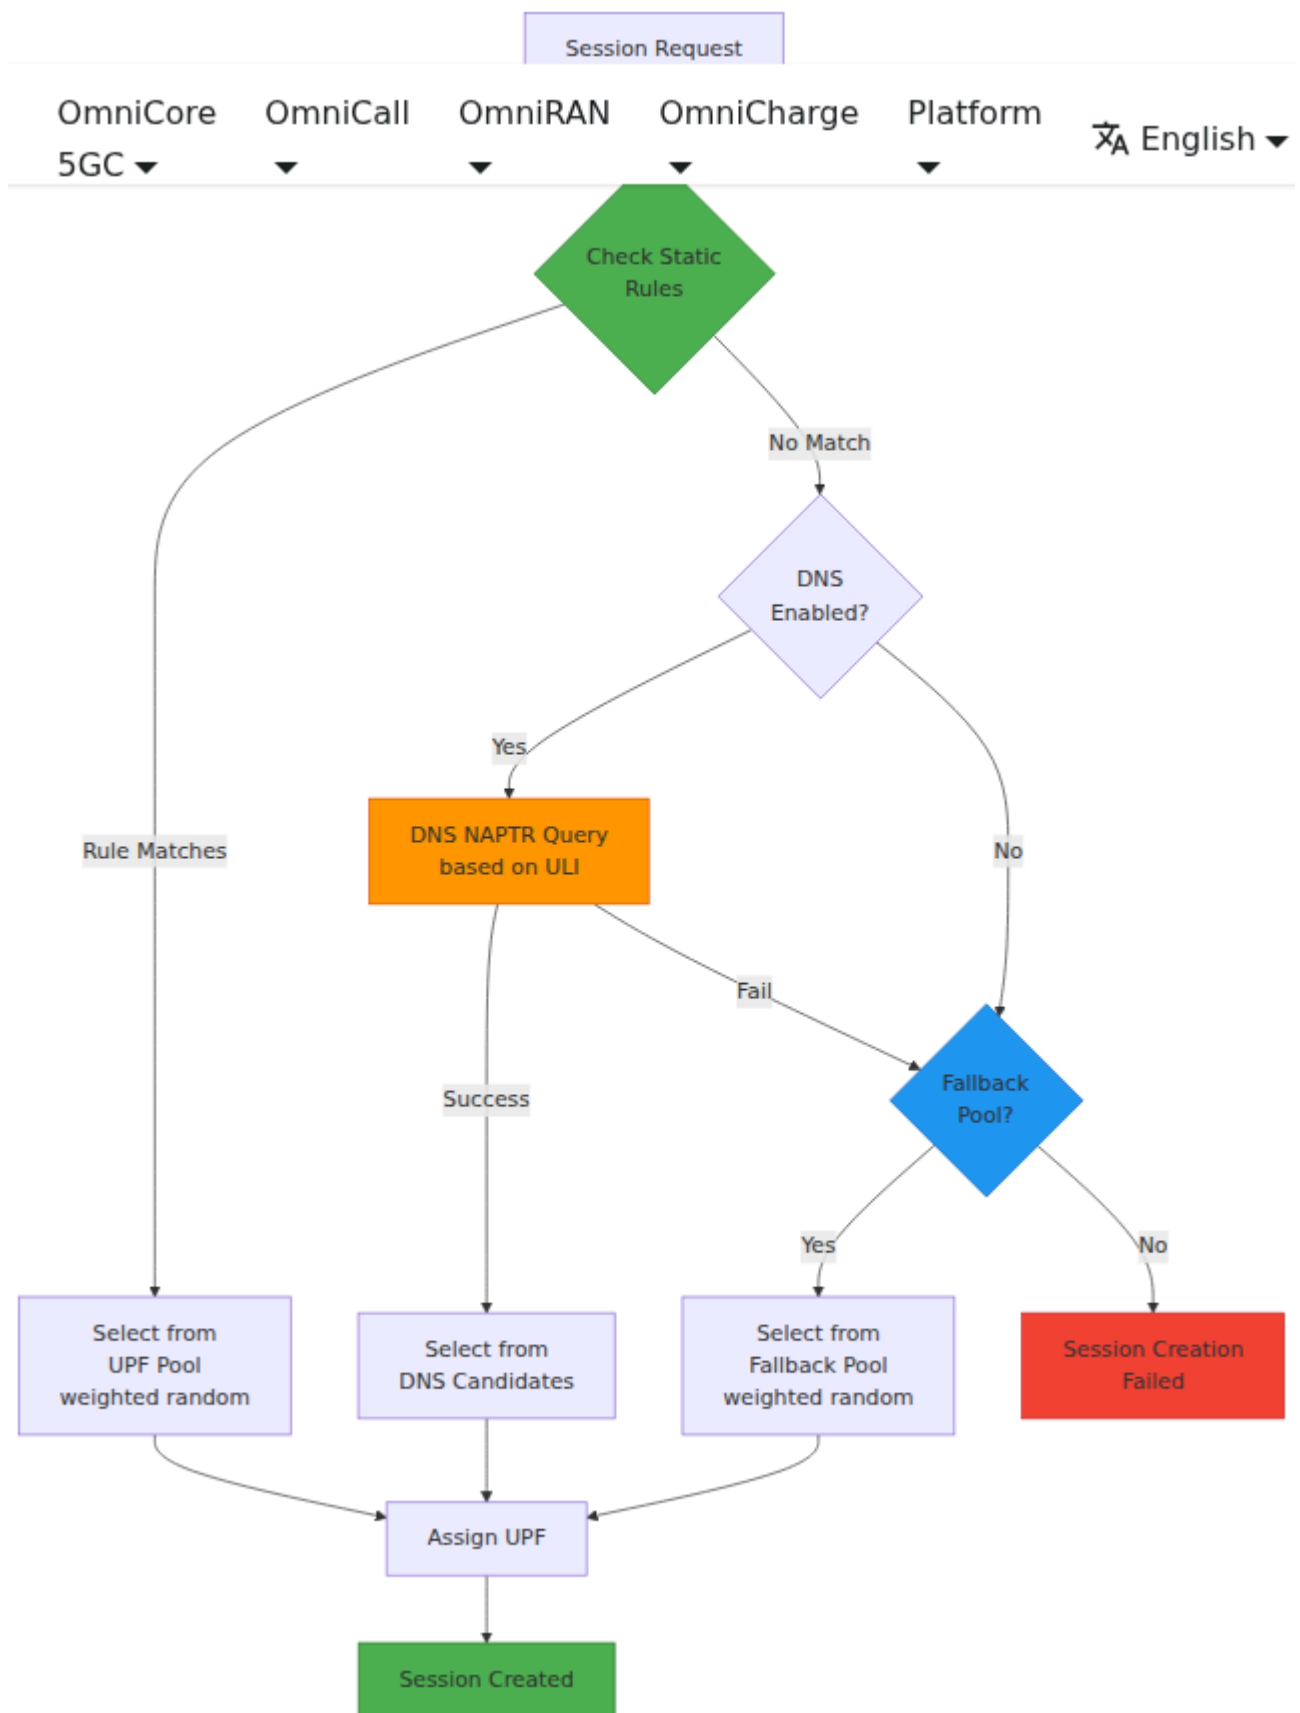 Session Request
OmniCore
5GC
OmniCall
OmniRAN
OmniCharge
Platform
English
Check Static
Rules
No Match
DNS
Enabled?
Yes
Rule Matches
DNS NAPTR Query
based on ULI
No
Fail
Success
Fallback
Pool?
Yes
No
Select from
UPF Pool
weighted random
Select from
DNS Candidates
Select from
Fallback Pool
weighted random
Session Creation
Failed
Assign UPF
Session Created